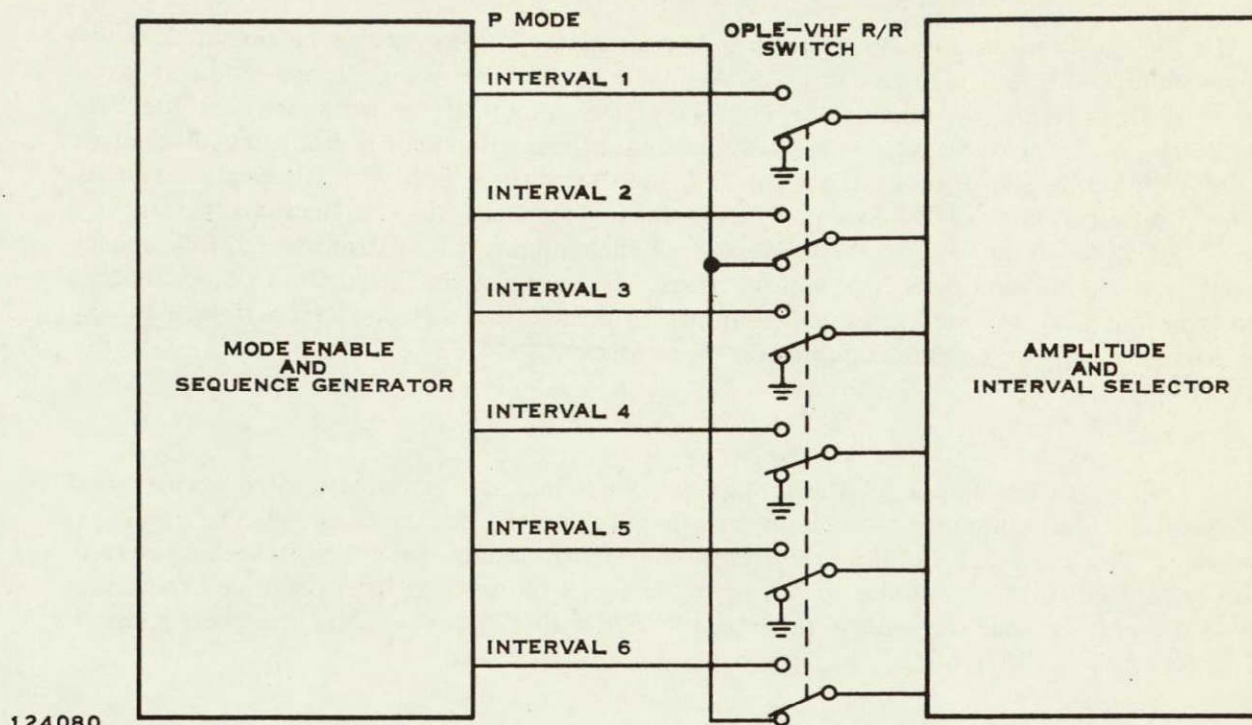 P MODE
OPLE-VHF R/R
SWITCH
INTERVAL 1
INTERVAL 2
INTERVAL 3
MODE ENABLE
AND
SEQUENCE GENERATOR
AMPLITUDE
AND
INTERVAL SELECTOR
INTERVAL 4
INTERVAL 5
INTERVAL 6
124080